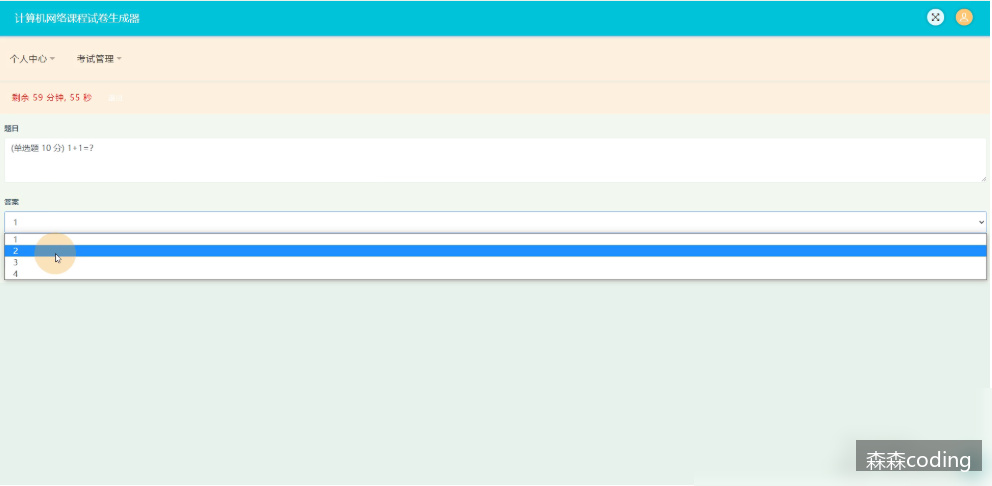 计算机网络课程试卷生成器
个人中心 考试管理
剩余 59 分钟, 55 秒
题目
(单选题 10 分) 1+1=?
答案
1
1
2
3
4
森森coding